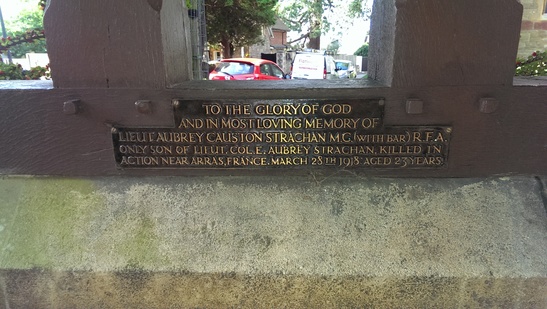 TO THE GLORY OF GOD
AND IN MOST LOVING MEMORY OF
LIEUT AUBREY CAUSTON STRACHAN M.C. (WITH BAR) R.F.A.
ONLY SON OF LIEUT. COL. E. AUBREY STRACHAN, KILLED IN
ACTION NEAR ARRAS, FRANCE, MARCH 28TH 1918 AGED 23 YEARS